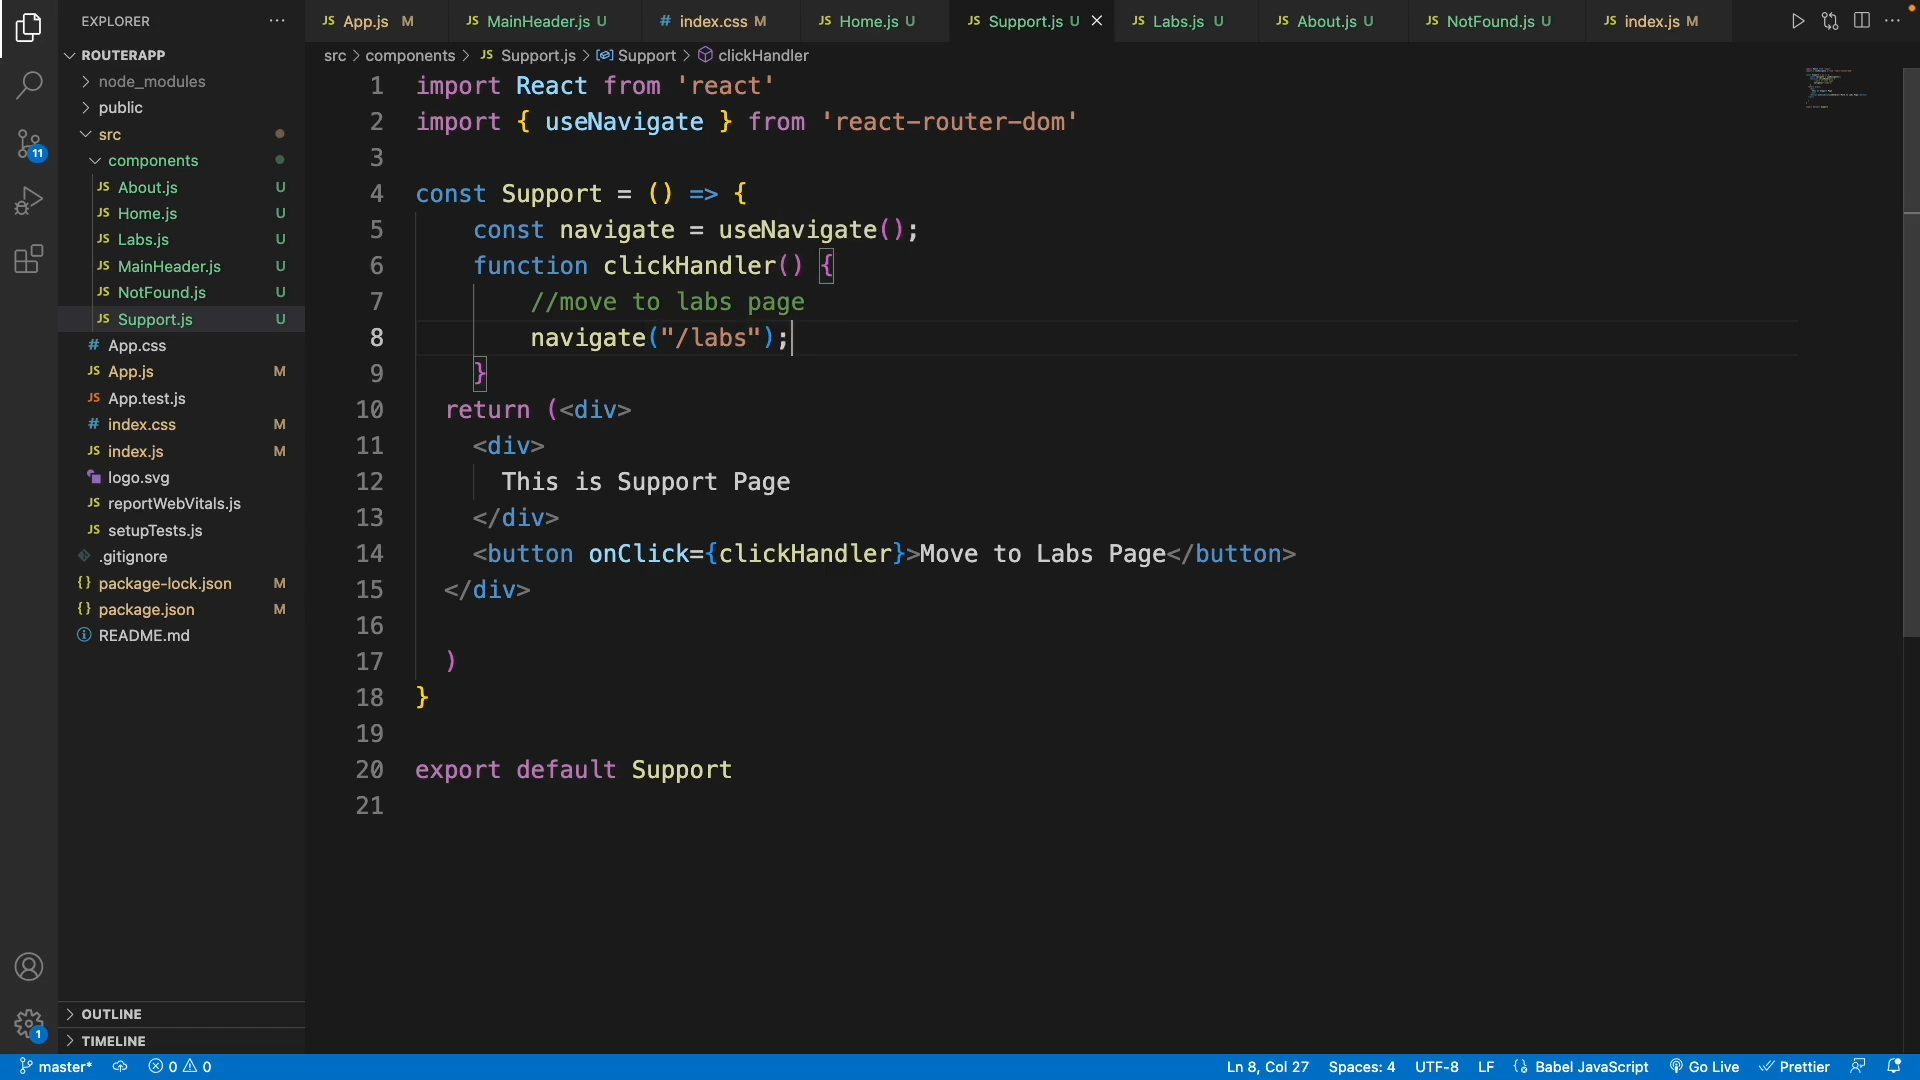 EXPLORER
ROUTERAPP
node_modules
public
src
components
JS About.js U
JS Home.js U
JS Labs.js U
JS MainHeader.js U
JS NotFound.js U
JS Support.js U
# App.css
JS App.js M
JS App.test.js
# index.css M
JS index.js M
logo.svg
JS reportWebVitals.js
JS setupTests.js
.gitignore
{} package-lock.json M
{} package.json M
README.md
OUTLINE
TIMELINE
11
1
JS App.js M
JS MainHeader.js U
# index.css M
JS Home.js U
JS Support.js U
JS Labs.js U
JS About.js U
JS NotFound.js U
JS index.js M
src > components > JS Support.js > Support > clickHandler
1 import React from 'react'
2 import { useNavigate } from 'react-router-dom'
3
4 const Support = () => {
5 const navigate = useNavigate();
6 function clickHandler() {
7 //move to labs page
8 navigate("/labs");
9 }
10 return (<div>
11 <div>
12 This is Support Page
13 </div>
14 <button onClick={clickHandler}>Move to Labs Page</button>
15 </div>
16
17 )
18 }
19
20 export default Support
21
master* 0 0
Ln 8, Col 27 Spaces: 4 UTF-8 LF Babel JavaScript Go Live Prettier